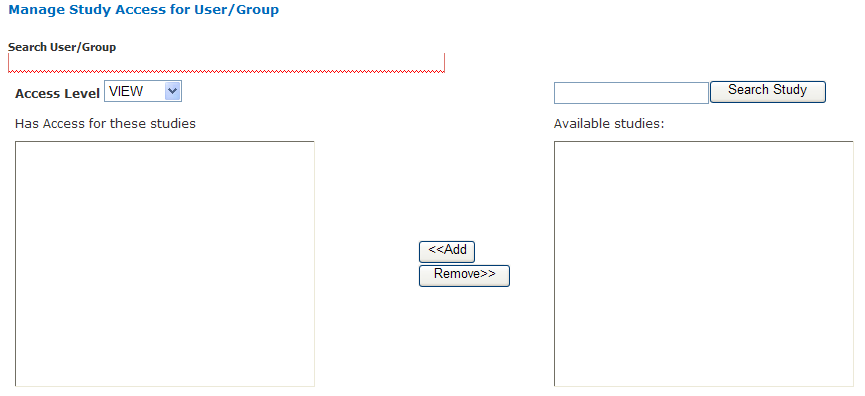 Manage Study Access for User/Group
Search User/Group
Access Level VIEW
Search Study
Has Access for these studies
Available studies:
<<Add
Remove>>